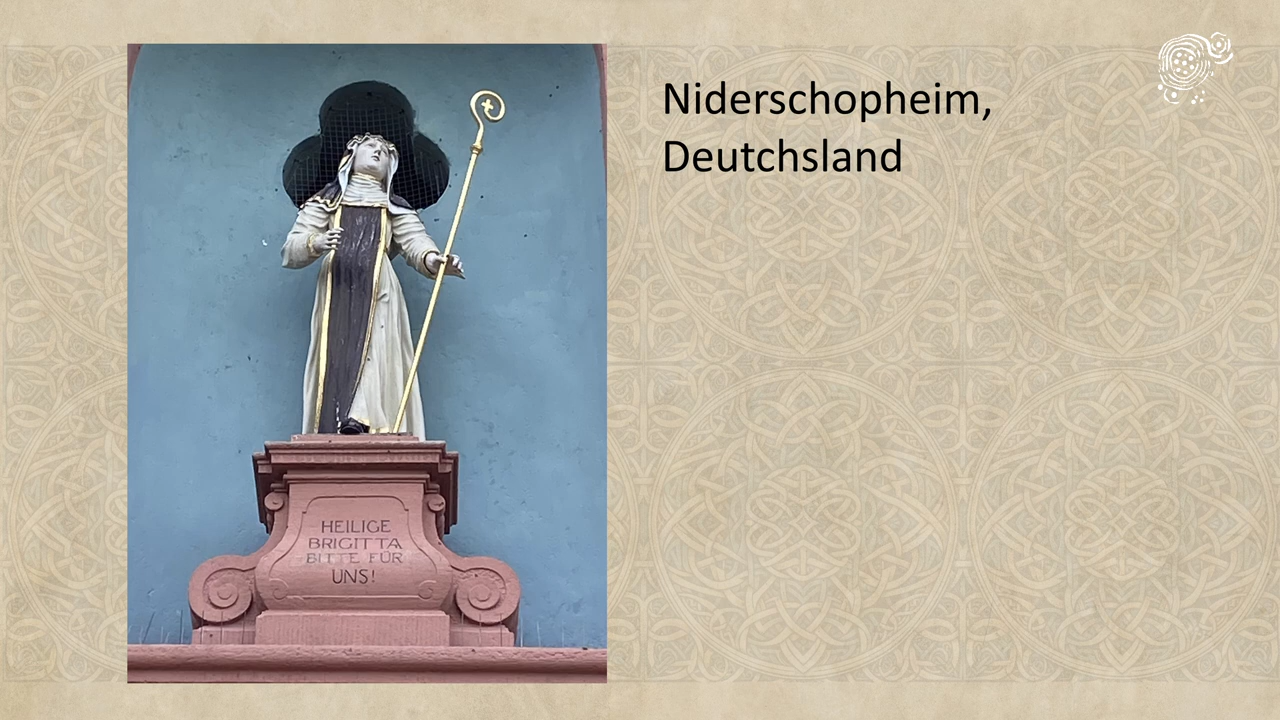 Niderschopheim,
Deutchsland
HEILIGE
BRIGITTA
BITTE FÜR
UNS!